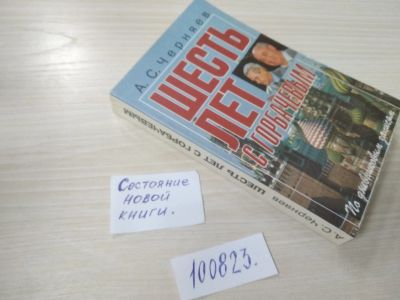 А. С. Черняев
ШЕСТЬ
ЛЕТ
С ГОРБАЧЕВЫМ
По дневниковым записям
А. С. Черняев ШЕСТЬ ЛЕТ С ГОРБАЧЕВЫМ
Состояние
новой
книги.
100823.